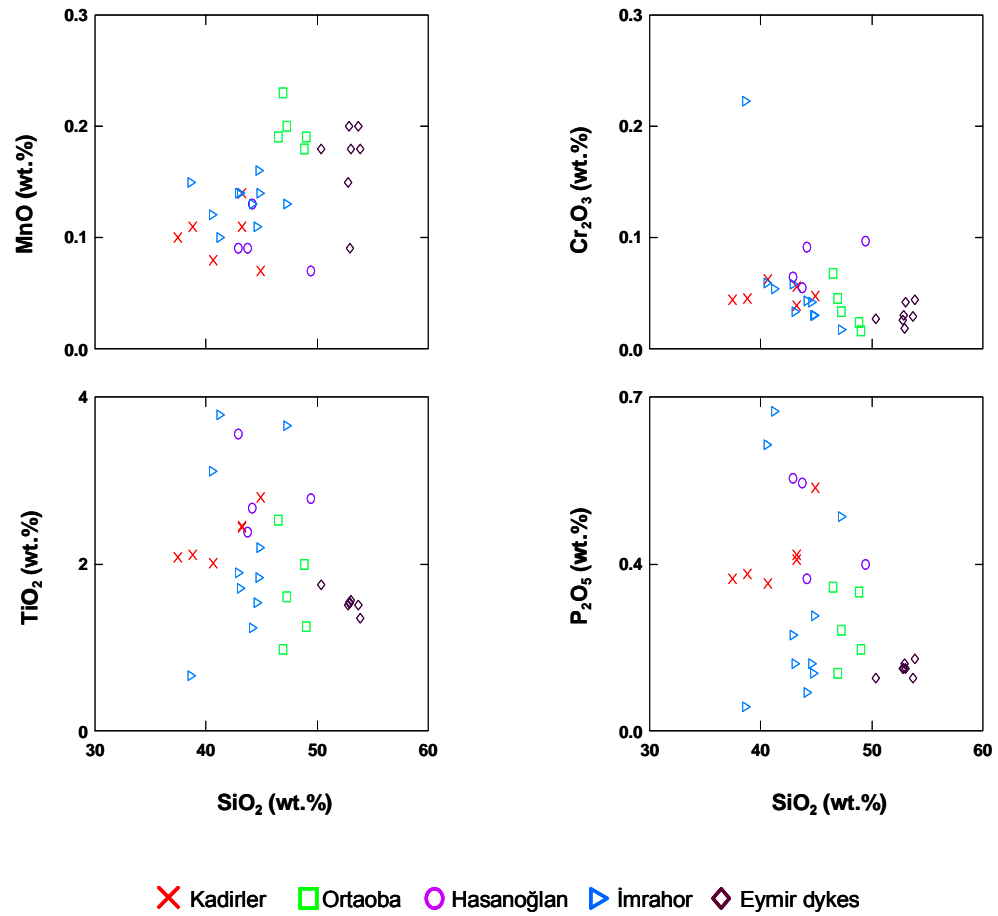 0.3
0.2
0.1
0.0
MnO (wt.%)
0.3
0.2
0.1
0.0
Cr₂O₃ (wt.%)
4
2
0
TiO₂ (wt.%)
30 40 50 60
SiO₂ (wt.%)
0.7
0.4
0.0
P₂O₅ (wt.%)
30 40 50 60
SiO₂ (wt.%)
Kadirler Ortaoba Hasanoğlan İmrahor Eymir dykes